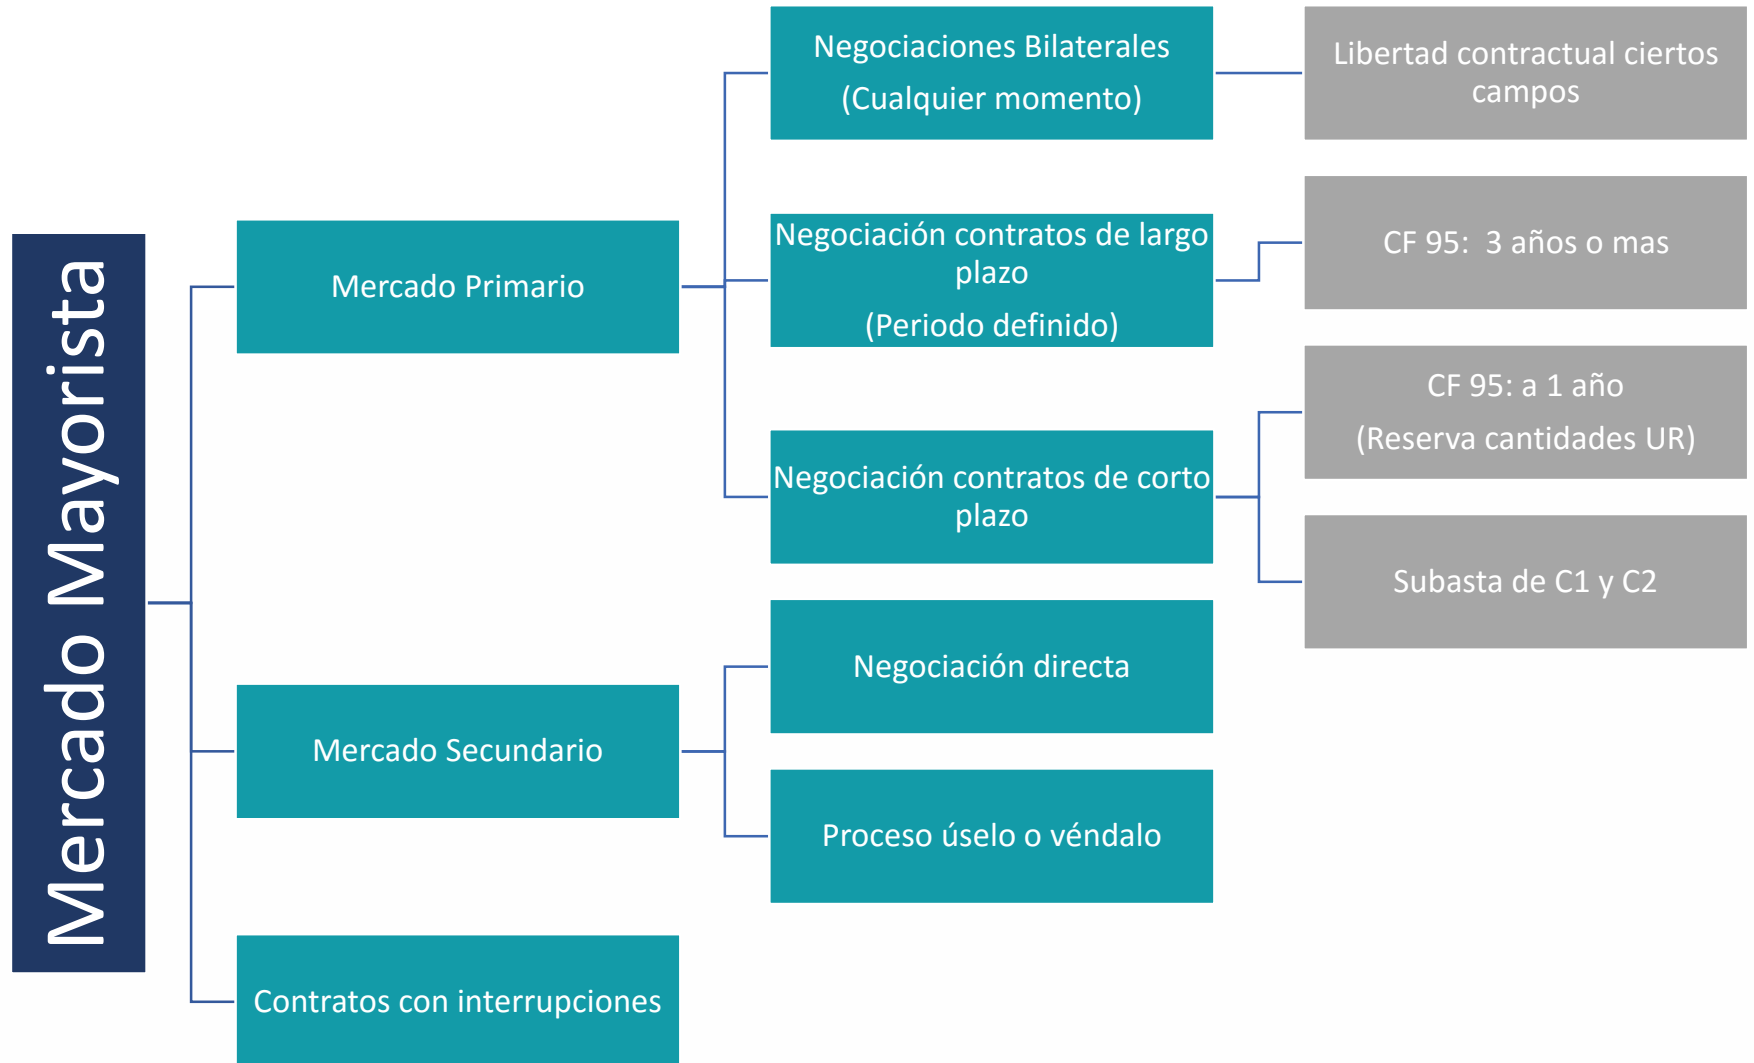 Mercado Mayorista
Mercado Primario
Negociaciones Bilaterales
(Cualquier momento)
Libertad contractual ciertos
campos
Negociación contratos de largo
plazo
(Periodo definido)
CF 95:  3 años o mas
Negociación contratos de corto
plazo
CF 95: a 1 año
(Reserva cantidades UR)
Subasta de C1 y C2
Mercado Secundario
Negociación directa
Proceso úselo o véndalo
Contratos con interrupciones